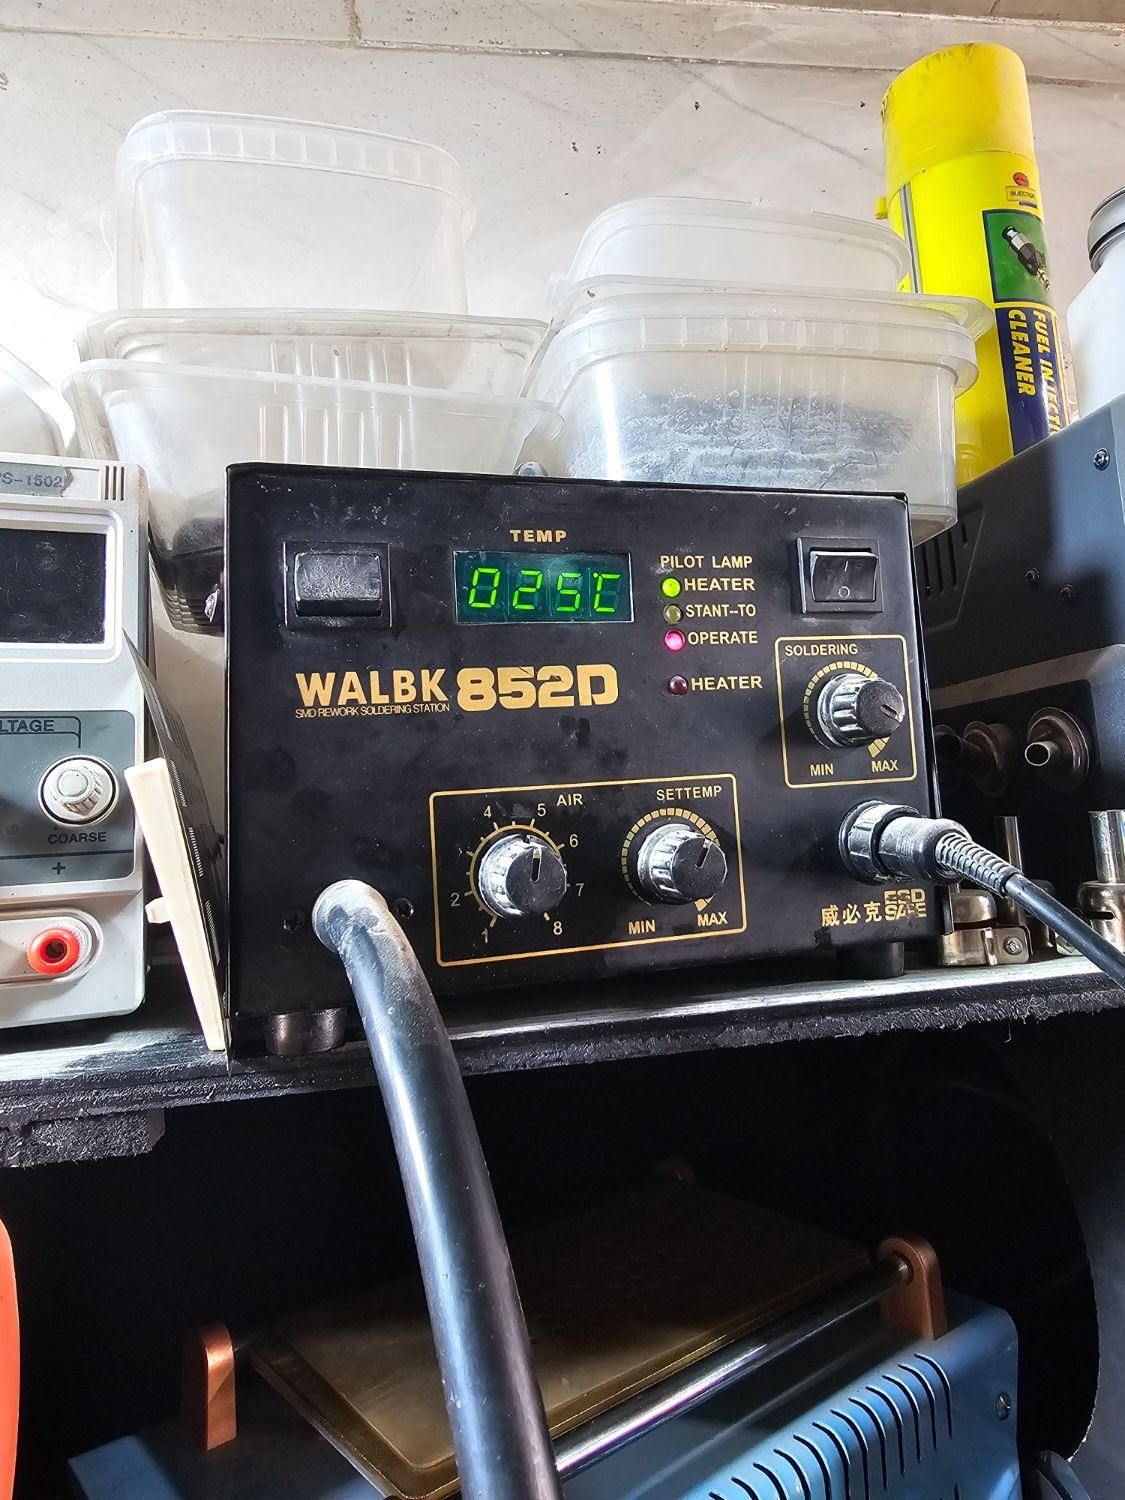 INJECTION
FUEL INJECTI
CLEANER
PS-1502
TEMP
025℃
PILOT LAMP
HEATER
STANT--TO
OPERATE
HEATER
WALBK 852D
SMD REWORK SOLDERING STATION
SOLDERING
MIN MAX
LTAGE
COARSE
+
AIR
1 2 4 5 6 7 8
SETTEMP
MIN MAX
威必克 ESD
SAFE